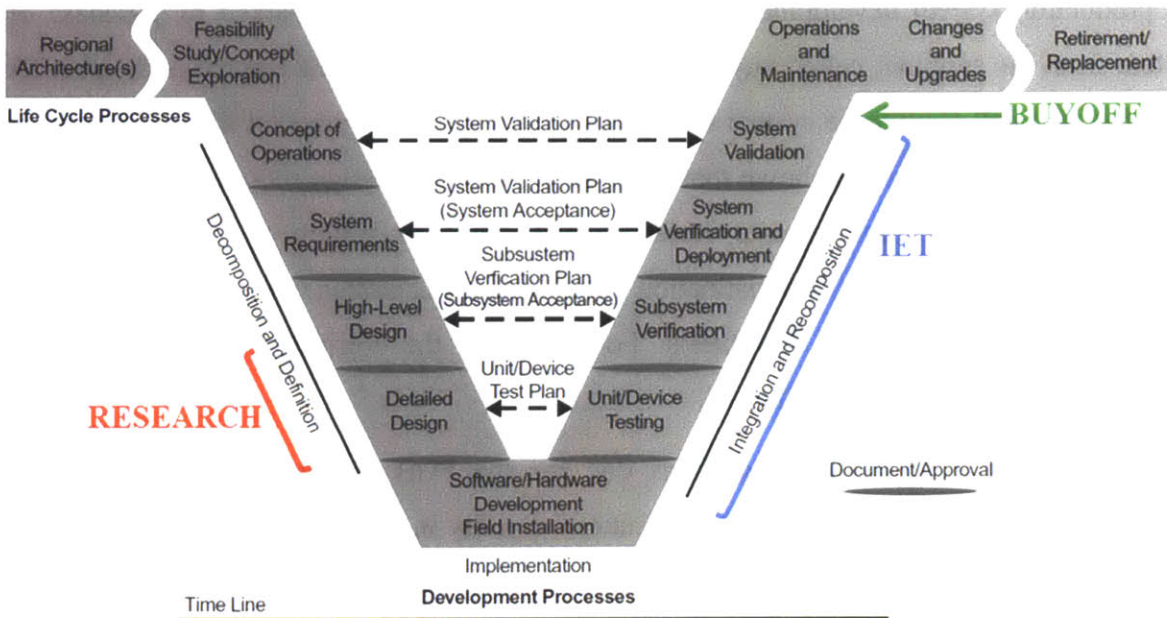 Regional
Architecture(s)
Feasibility
Study/Concept
Exploration
Operations
and
Maintenance
Changes
and
Upgrades
Retirement/
Replacement
Life Cycle Processes
BUYOFF
Concept of
Operations
System Validation Plan
System
Validation
System Validation Plan
(System Acceptance)
System
Requirements
System
Verification and
Deployment
IET
Subsustem
Verfication Plan
(Subsystem Acceptance)
High-Level
Design
Subsystem
Verification
Decomposition and Definition
Integration and Recomposition
Unit/Device
Test Plan
RESEARCH
Detailed
Design
Unit/Device
Testing
Document/Approval
Software/Hardware
Development
Field Installation
Implementation
Development Processes
Time Line